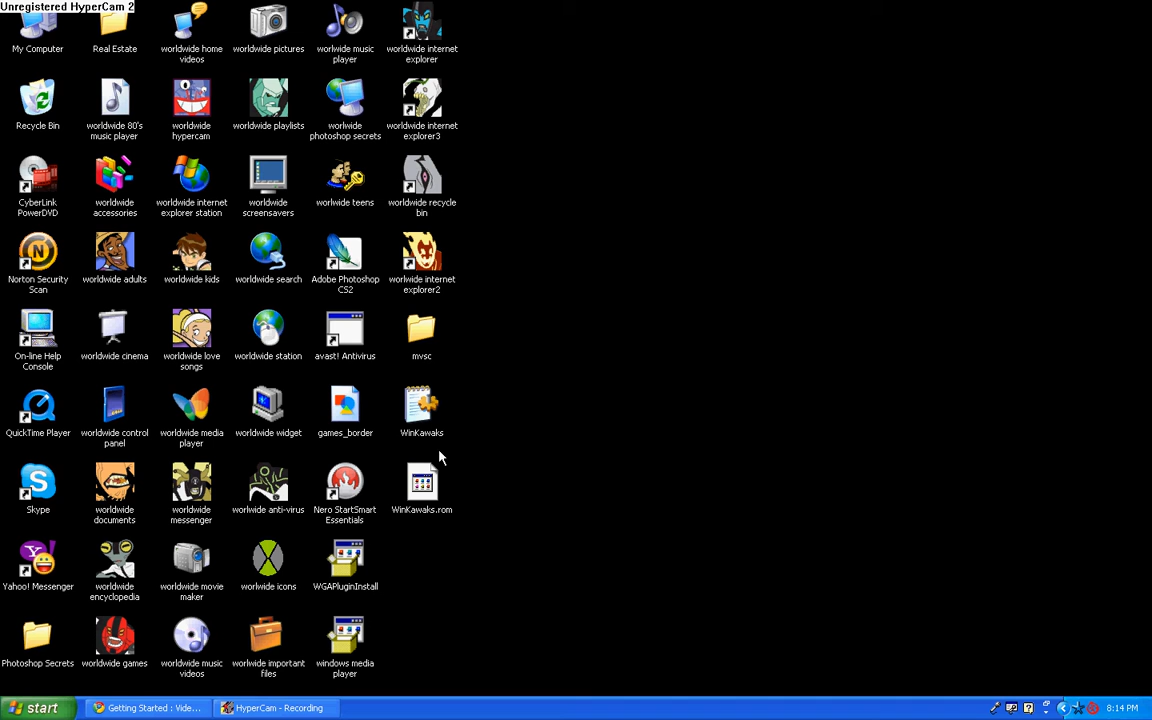 Unregistered HyperCam 2
My Computer
Real Estate
worldwide home
videos
worldwide pictures
worldwide music
player
worldwide internet
explorer
Recycle Bin
worldwide 80's
music player
worldwide
hypercam
worldwide playlists
worlwide
photoshop secrets
worldwide internet
explorer3
CyberLink
PowerDVD
worldwide
accessories
worldwide internet
explorer station
worldwide
screensavers
worlwide teens
worldwide recycle
bin
Norton Security
Scan
worldwide adults
worldwide kids
worldwide search
Adobe Photoshop
CS2
worldwide internet
explorer2
On-line Help
Console
worldwide cinema
worldwide love
songs
worldwide station
avast! Antivirus
mvsc
QuickTime Player
worldwide control
panel
worldwide media
player
worldwide widget
games_border
WinKawaks
Skype
worldwide
documents
worldwide
messenger
worlwide anti-virus
Nero StartSmart
Essentials
WinKawaks.rom
Yahoo! Messenger
worldwide
encyclopedia
worldwide movie
maker
worlwide icons
WGAPluginInstall
Photoshop Secrets
worldwide games
worldwide music
videos
worlwide important
files
windows media
player
start
Getting Started : Vide...
HyperCam - Recording
8:14 PM